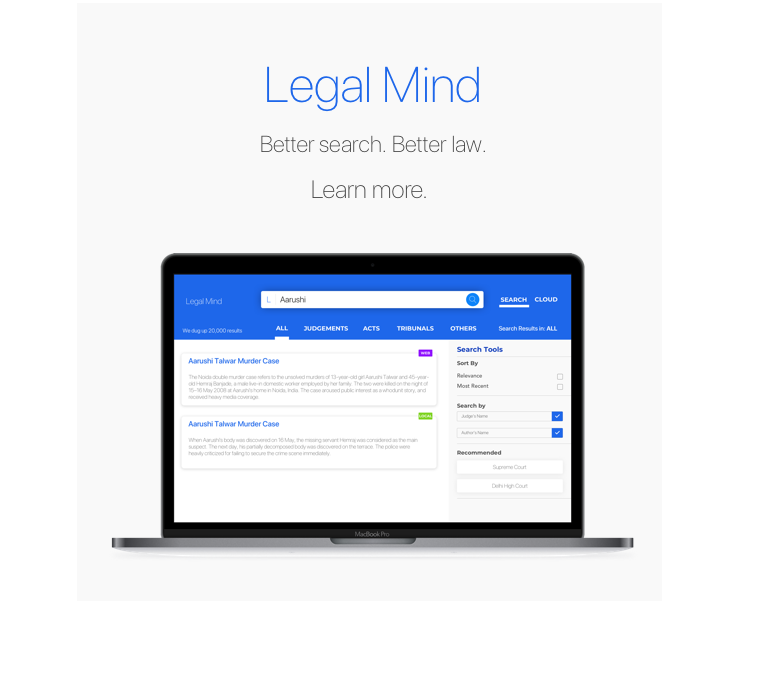 Legal Mind
Better search. Better law.
Learn more.
Legal Mind
L
Aarushi
SEARCH
CLOUD
We dug up 20,000 results
ALL
JUDGEMENTS
ACTS
TRIBUNALS
OTHERS
Search Results in: ALL
WEB
Aarushi Talwar Murder Case
The Noida double murder case refers to the unsolved murders of 13-year-old girl Aarushi Talwar and 45-year-
old Hemraj Banjade, a male live-in domestic worker employed by her family. The two were killed on the night of
15–16 May 2008 at Aarushi's home in Noida, India. The case aroused public interest as a whodunit story, and
received heavy media coverage.
LEGAL
Aarushi Talwar Murder Case
When Aarushi's body was discovered on 16 May, the missing servant Hemraj was considered as the main
suspect. The next day, his partially decomposed body was discovered on the terrace. The police were
heavily criticised for failing to secure the crime scene immediately.
Search Tools
Sort By
Relevance
Most Recent
Search by
Judge's Name
Author's Name
Recommended
Supreme Court
Delhi High Court
MacBook Pro